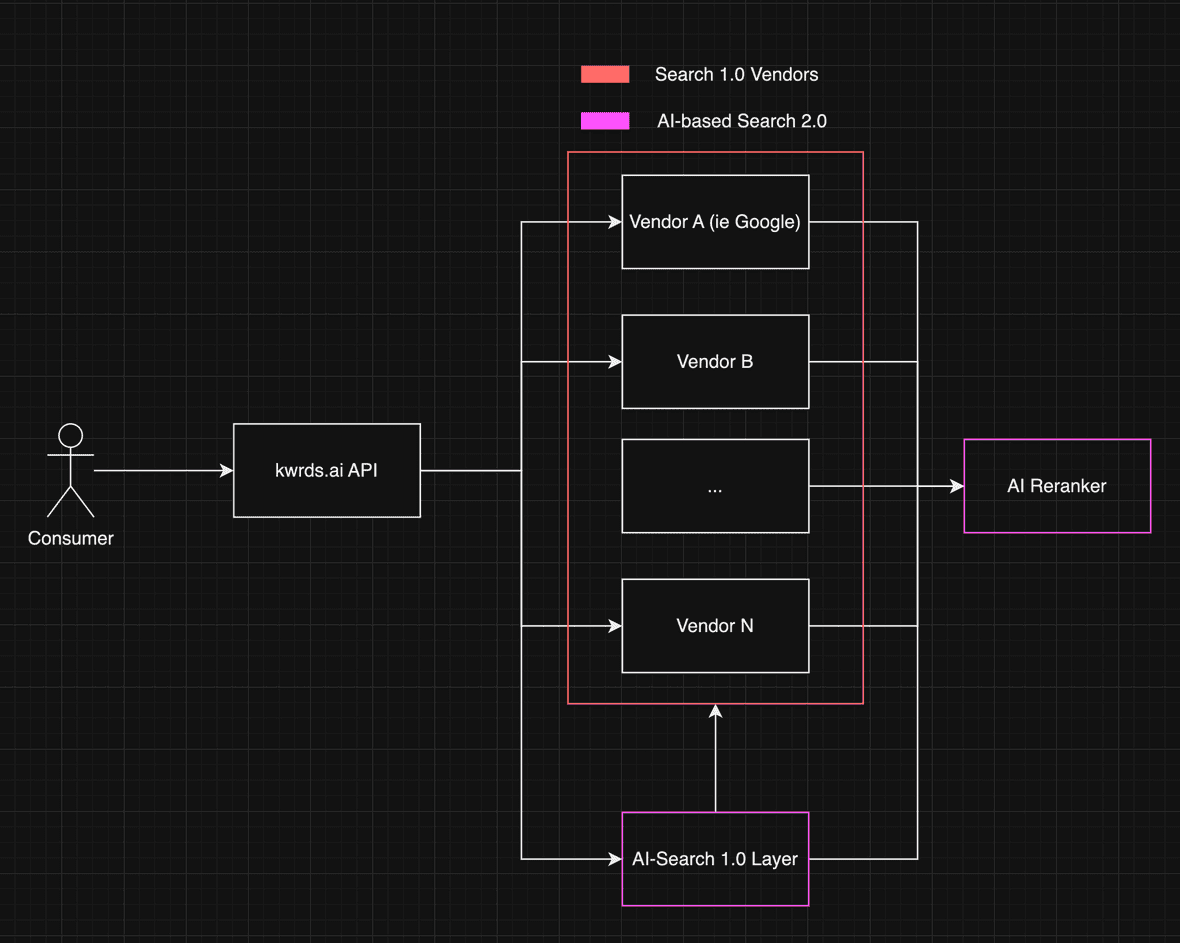 Search 1.0 Vendors
AI-based Search 2.0
Vendor A (ie Google)
Vendor B
kwrds.ai API
...
AI Reranker
Consumer
Vendor N
AI-Search 1.0 Layer